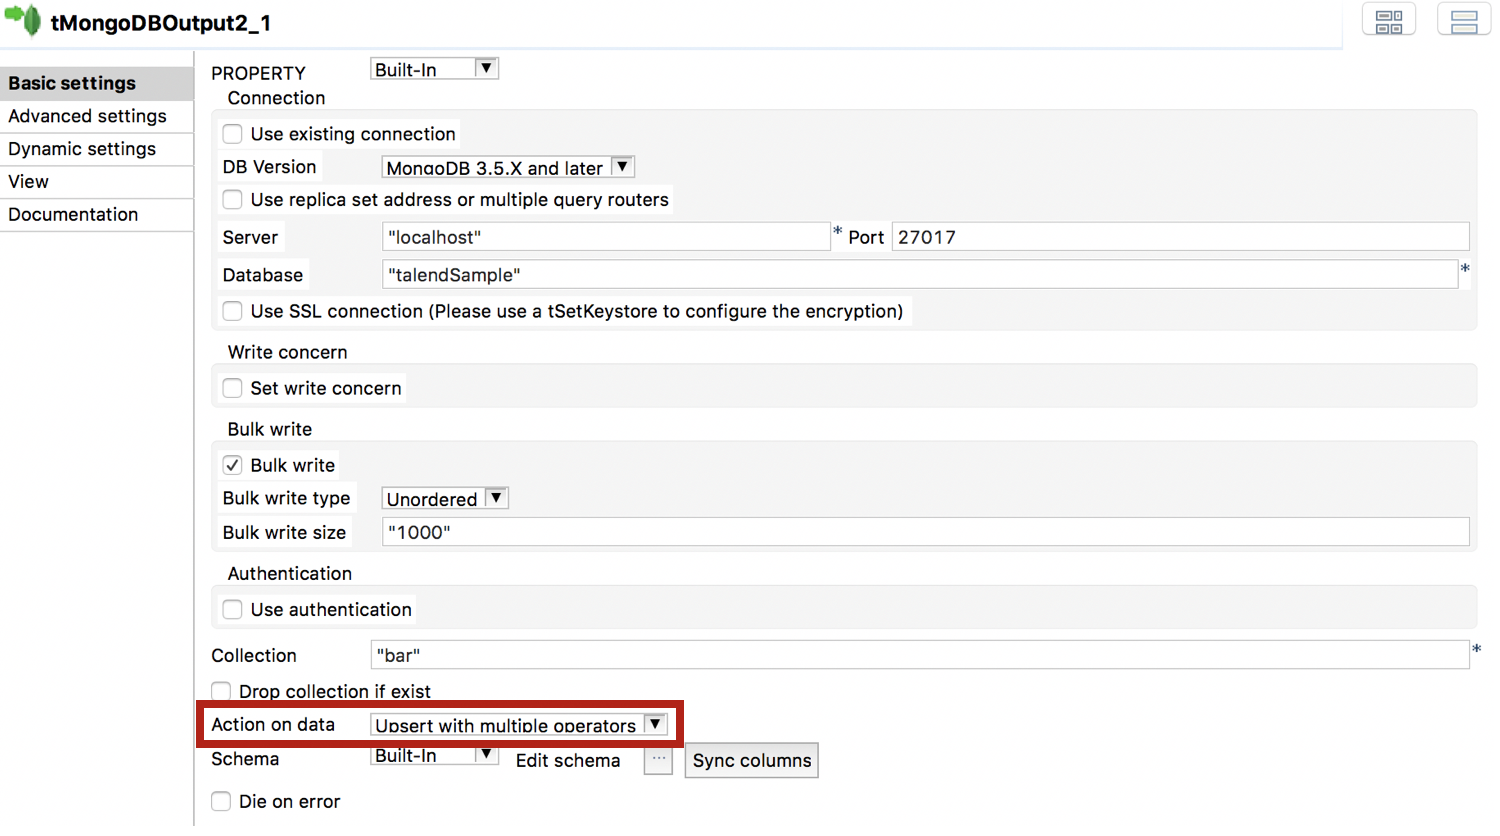 tMongoDBOutput2_1
Basic settings
Advanced settings
Dynamic settings
View
Documentation
PROPERTY Built-In
Connection
Use existing connection
DB Version MongoDB 3.5.X and later
Use replica set address or multiple query routers
Server "localhost" * Port 27017
Database "talendSample" *
Use SSL connection (Please use a tSetKeystore to configure the encryption)
Write concern
Set write concern
Bulk write
Bulk write
Bulk write type Unordered
Bulk write size "1000"
Authentication
Use authentication
Collection "bar" *
Drop collection if exist
Action on data Upsert with multiple operators
Schema Built-In Edit schema ... Sync columns
Die on error